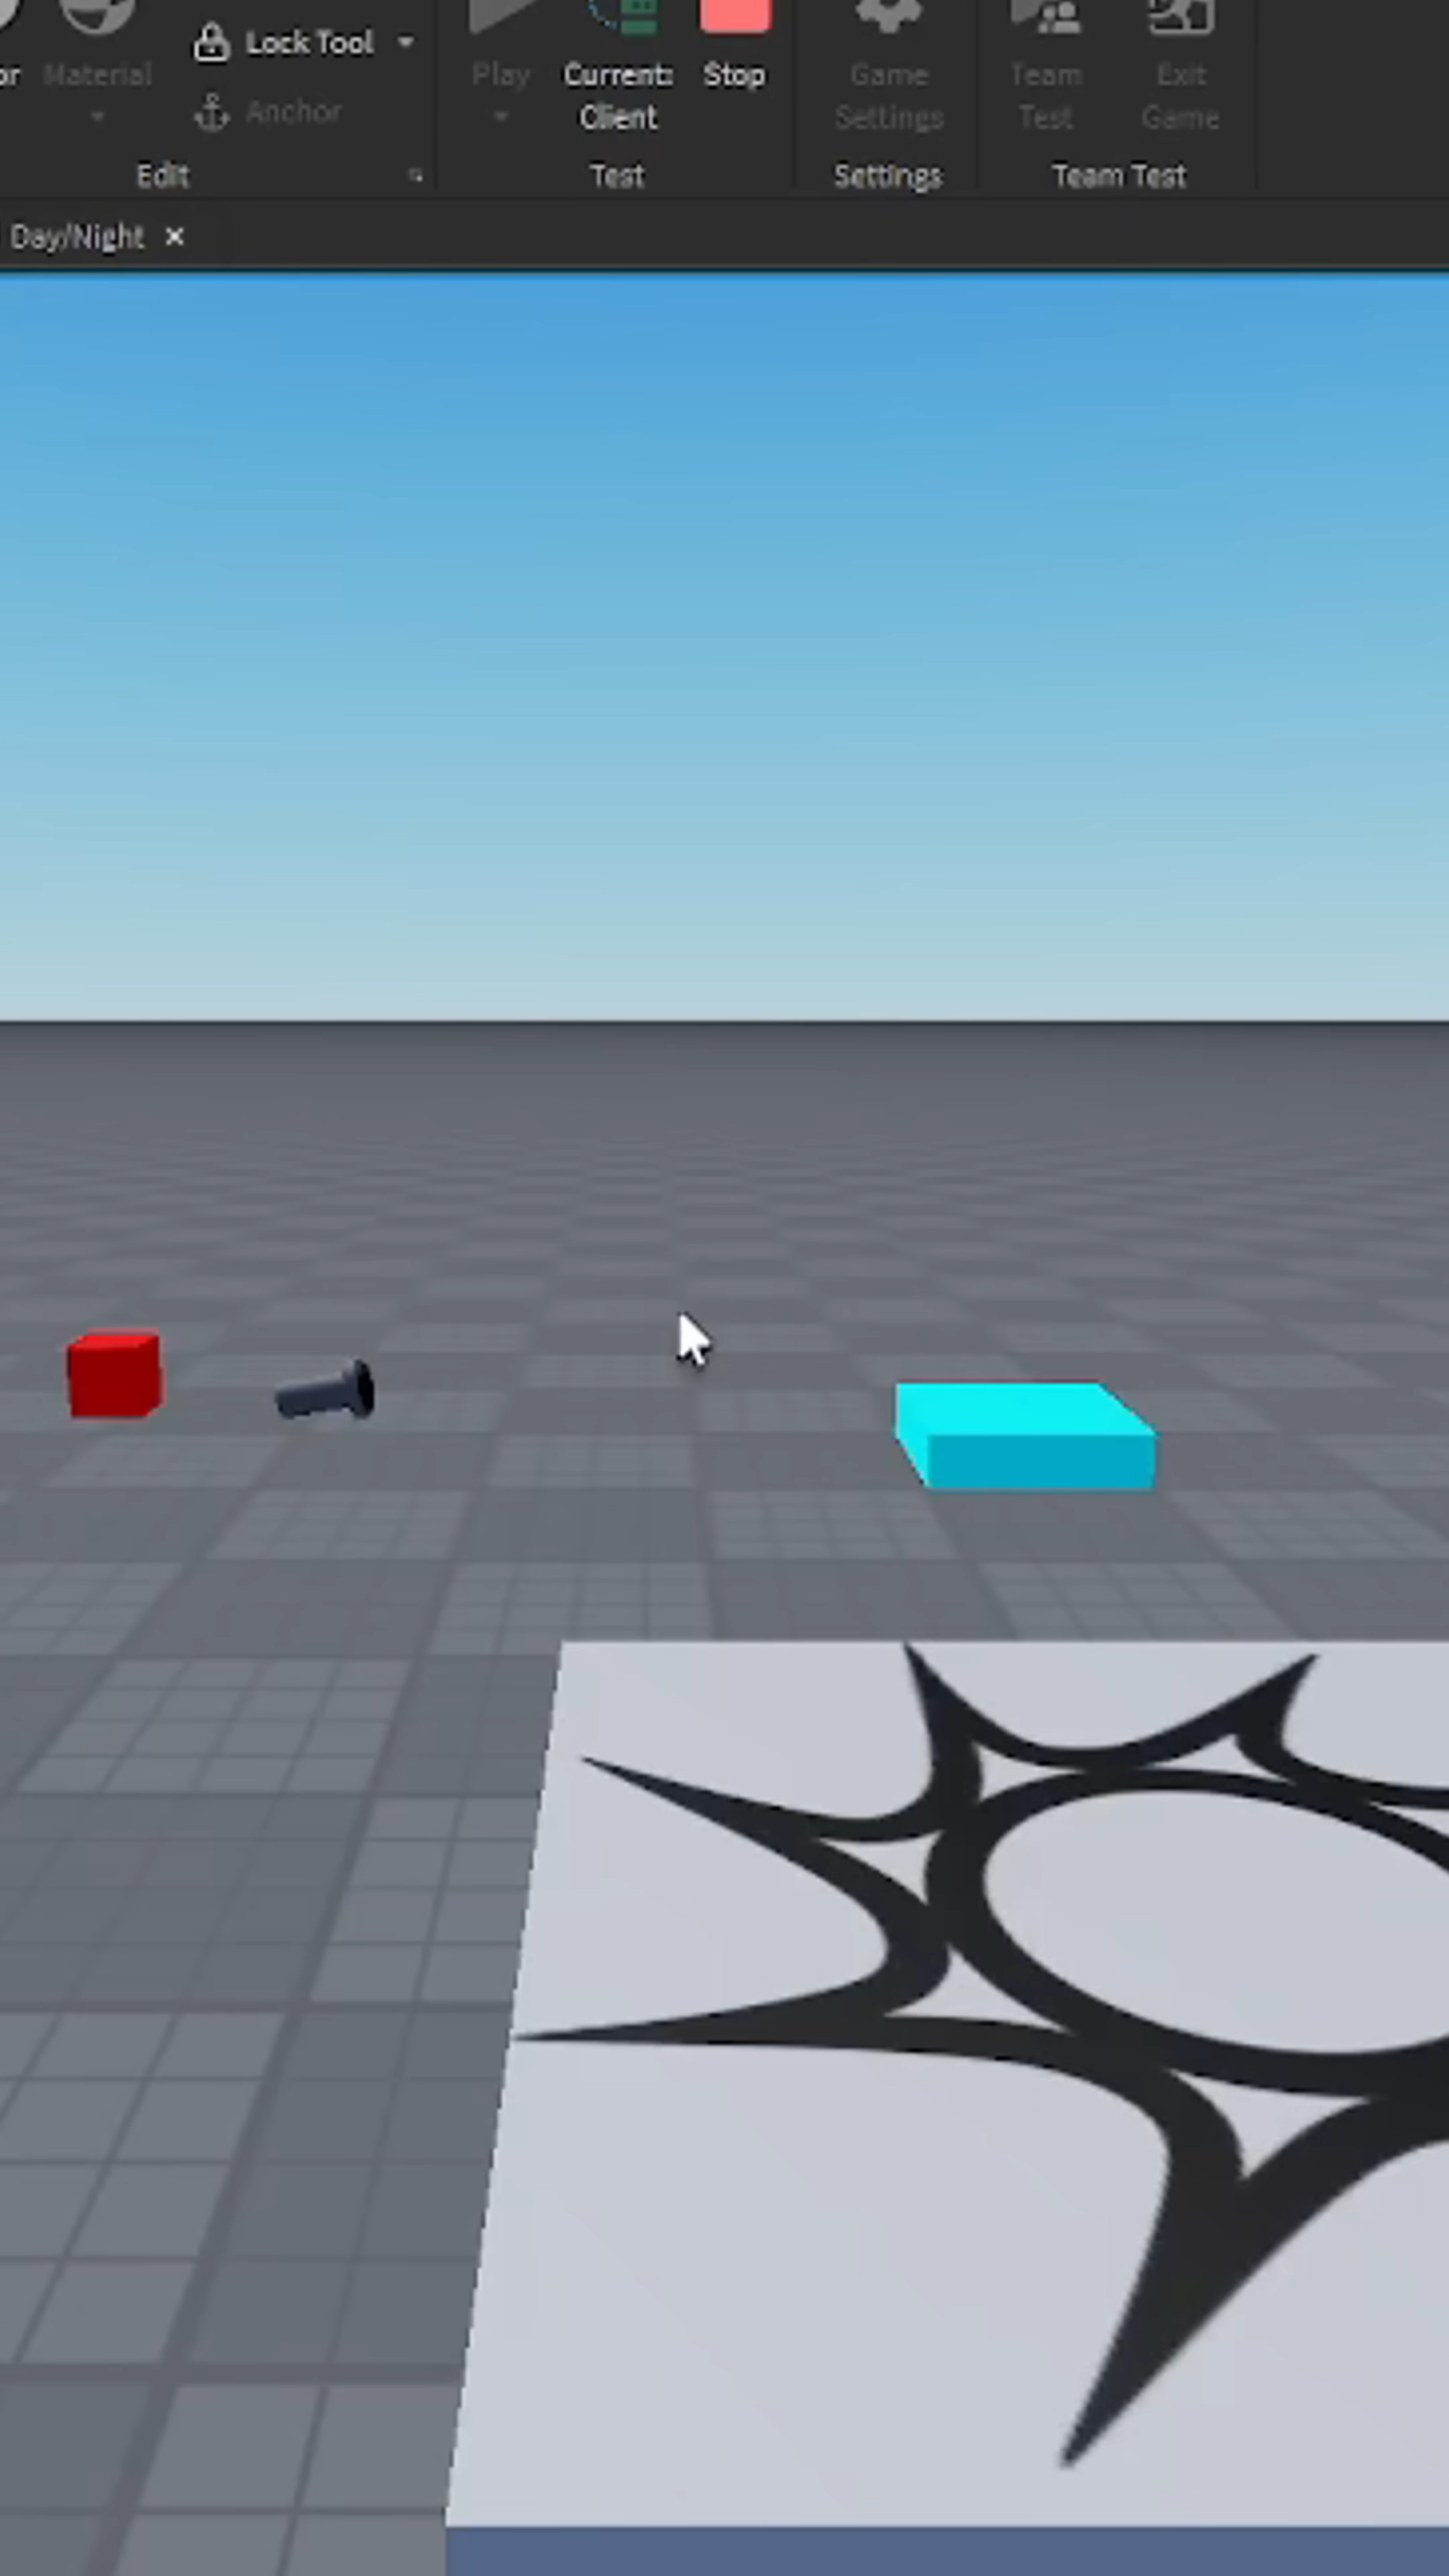 or Material Lock Tool Play Current: Stop Game Team Exit
Anchor Client Settings Test Game
Edit Test Settings Team Test
Day/Night